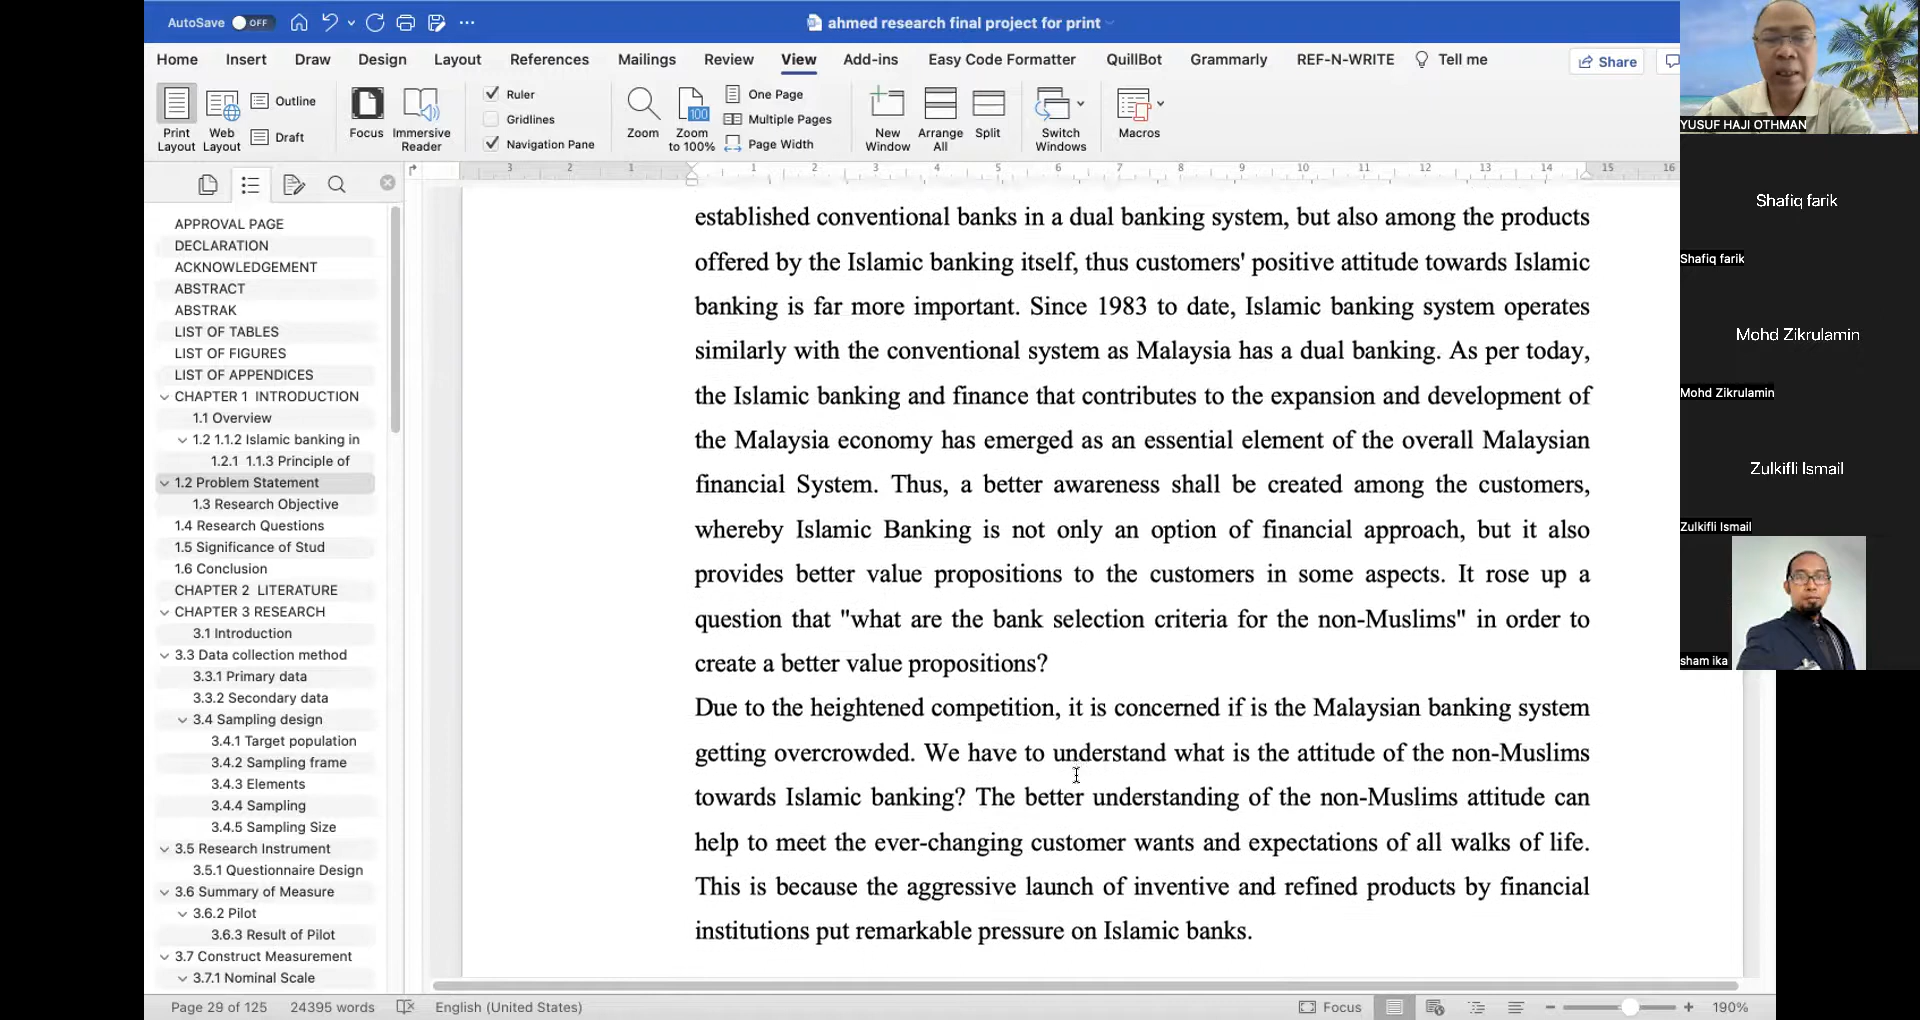 AutoSave OFF
ahmed research final project for print
Home Insert Draw Design Layout References Mailings Review View Add-ins Easy Code Formatter QuillBot Grammarly REF-N-WRITE Tell me Share
Print Layout
Web Layout
Outline
Draft
Focus
Immersive Reader
Ruler
Gridlines
Navigation Pane
Zoom
100
Zoom to 100%
One Page
Multiple Pages
Page Width
New Window
Arrange All
Split
Switch Windows
Macros
3 2 1 1 2 3 4 5 6 7 8 9 10 11 12 13 14 15 16
APPROVAL PAGE
DECLARATION
ACKNOWLEDGEMENT
ABSTRACT
ABSTRAK
LIST OF TABLES
LIST OF FIGURES
LIST OF APPENDICES
CHAPTER 1 INTRODUCTION
1.1 Overview
1.2 1.1.2 Islamic banking in
1.2.1 1.1.3 Principle of
1.2 Problem Statement
1.3 Research Objective
1.4 Research Questions
1.5 Significance of Stud
1.6 Conclusion
CHAPTER 2 LITERATURE
CHAPTER 3 RESEARCH
3.1 Introduction
3.3 Data collection method
3.3.1 Primary data
3.3.2 Secondary data
3.4 Sampling design
3.4.1 Target population
3.4.2 Sampling frame
3.4.3 Elements
3.4.4 Sampling
3.4.5 Sampling Size
3.5 Research Instrument
3.5.1 Questionnaire Design
3.6 Summary of Measure
3.6.2 Pilot
3.6.3 Result of Pilot
3.7 Construct Measurement
3.7.1 Nominal Scale
established conventional banks in a dual banking system, but also among the products
offered by the Islamic banking itself, thus customers' positive attitude towards Islamic
banking is far more important. Since 1983 to date, Islamic banking system operates
similarly with the conventional system as Malaysia has a dual banking. As per today,
the Islamic banking and finance that contributes to the expansion and development of
the Malaysia economy has emerged as an essential element of the overall Malaysian
financial System. Thus, a better awareness shall be created among the customers,
whereby Islamic Banking is not only an option of financial approach, but it also
provides better value propositions to the customers in some aspects. It rose up a
question that "what are the bank selection criteria for the non-Muslims" in order to
create a better value propositions?
Due to the heightened competition, it is concerned if is the Malaysian banking system
getting overcrowded. We have to understand what is the attitude of the non-Muslims
towards Islamic banking? The better understanding of the non-Muslims attitude can
help to meet the ever-changing customer wants and expectations of all walks of life.
This is because the aggressive launch of inventive and refined products by financial
institutions put remarkable pressure on Islamic banks.
Page 29 of 125 24395 words English (United States) Focus 190%
YUSUF HAJI OTHMAN
Shafiq farik
Shafiq farik
Mohd Zikrulamin
Mohd Zikrulamin
Zulkifli Ismail
Zulkifli Ismail
sham ika